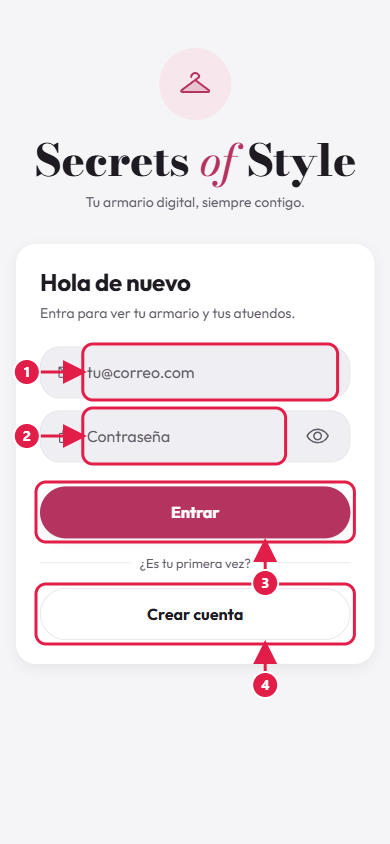 Secrets of Style
Tu armario digital, siempre contigo.
Hola de nuevo
Entra para ver tu armario y tus atuendos.
1 tu@correo.com
2 Contraseña
Entrar
¿Es tu primera vez?
3
Crear cuenta
4